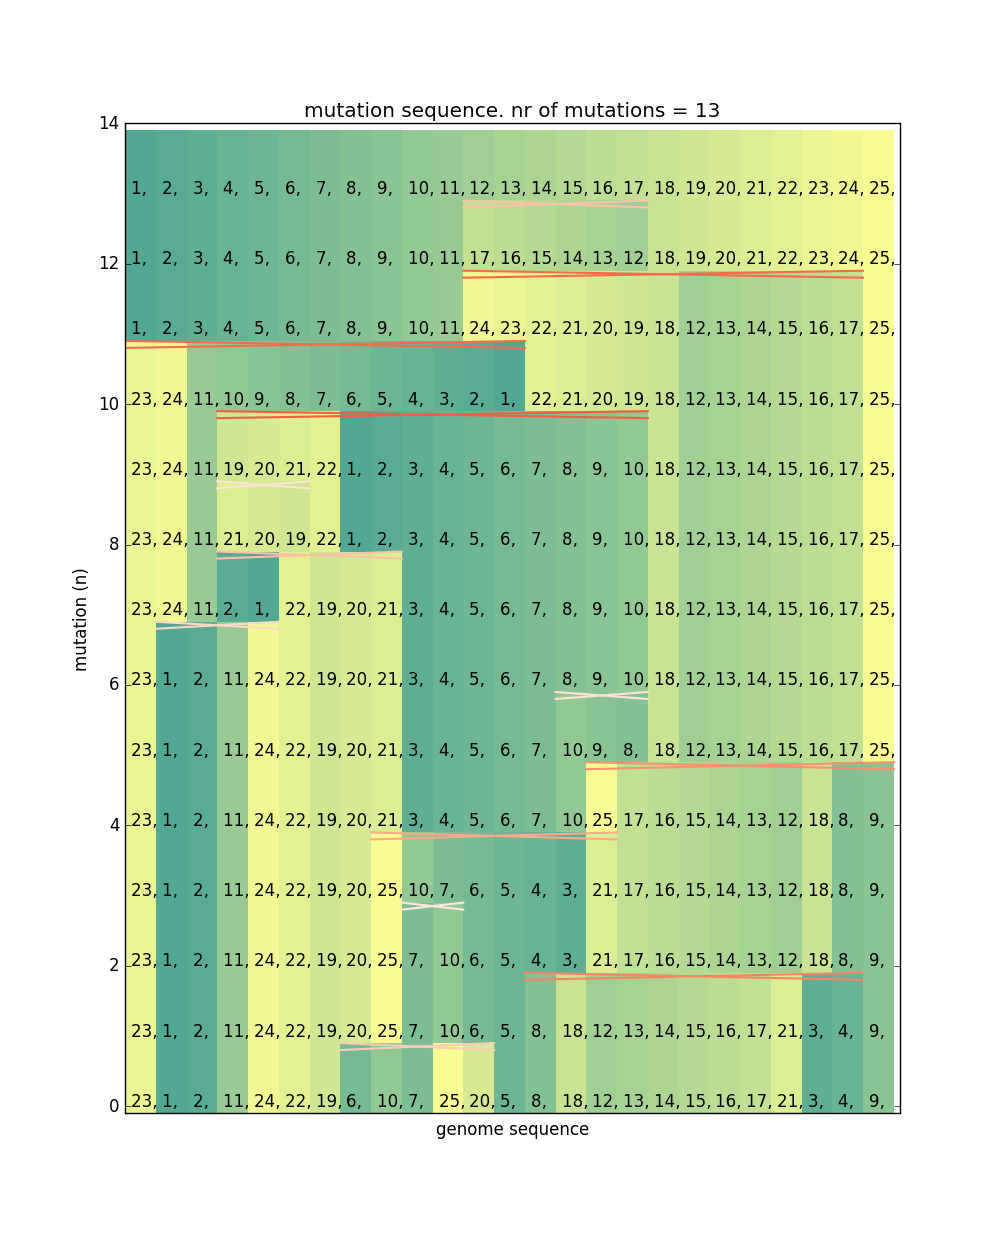 mutation sequence. nr of mutations = 13
14
1, 2, 3, 4, 5, 6, 7, 8, 9, 10, 11, 12, 13, 14, 15, 16, 17, 18, 19, 20, 21, 22, 23, 24, 25,
12 1, 2, 3, 4, 5, 6, 7, 8, 9, 10, 11, 17, 16, 15, 14, 13, 12, 18, 19, 20, 21, 22, 23, 24, 25,
1, 2, 3, 4, 5, 6, 7, 8, 9, 10, 11, 24, 23, 22, 21, 20, 19, 18, 12, 13, 14, 15, 16, 17, 25,
10 23, 24, 11, 10, 9, 8, 7, 6, 5, 4, 3, 2, 1, 22, 21, 20, 19, 18, 12, 13, 14, 15, 16, 17, 25,
23, 24, 11, 19, 20, 21, 22, 1, 2, 3, 4, 5, 6, 7, 8, 9, 10, 18, 12, 13, 14, 15, 16, 17, 25,
8 23, 24, 11, 21, 20, 19, 22, 1, 2, 3, 4, 5, 6, 7, 8, 9, 10, 18, 12, 13, 14, 15, 16, 17, 25,
23, 24, 11, 2, 1, 22, 19, 20, 21, 3, 4, 5, 6, 7, 8, 9, 10, 18, 12, 13, 14, 15, 16, 17, 25,
6 23, 1, 2, 11, 24, 22, 19, 20, 21, 3, 4, 5, 6, 7, 8, 9, 10, 18, 12, 13, 14, 15, 16, 17, 25,
23, 1, 2, 11, 24, 22, 19, 20, 21, 3, 4, 5, 6, 7, 10, 9, 8, 18, 12, 13, 14, 15, 16, 17, 25,
4 23, 1, 2, 11, 24, 22, 19, 20, 21, 3, 4, 5, 6, 7, 10, 25, 17, 16, 15, 14, 13, 12, 18, 8, 9,
23, 1, 2, 11, 24, 22, 19, 20, 25, 10, 7, 6, 5, 4, 3, 21, 17, 16, 15, 14, 13, 12, 18, 8, 9,
2 23, 1, 2, 11, 24, 22, 19, 20, 25, 7, 10, 6, 5, 4, 3, 21, 17, 16, 15, 14, 13, 12, 18, 8, 9,
23, 1, 2, 11, 24, 22, 19, 20, 25, 7, 10, 6, 5, 8, 18, 12, 13, 14, 15, 16, 17, 21, 3, 4, 9,
0 23, 1, 2, 11, 24, 22, 19, 6, 10, 7, 25, 20, 5, 8, 18, 12, 13, 14, 15, 16, 17, 21, 3, 4, 9,
mutation (n)
genome sequence